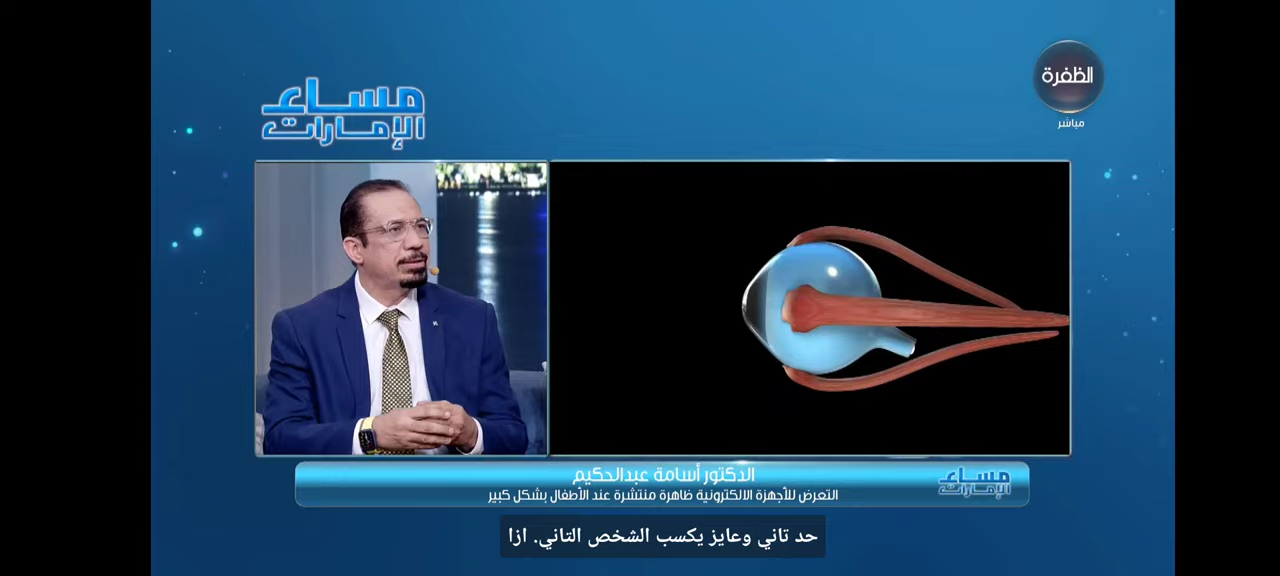 الظفرة
مباشر
مساء
الإمارات
الدكتور أسامة عبدالحكيم
التعرض للأجهزة الالكترونية ظاهرة منتشرة عند الأطفال بشكل كبير
مساء
الإمارات
حد تاني وعايز يكسب الشخص التاني. ازا